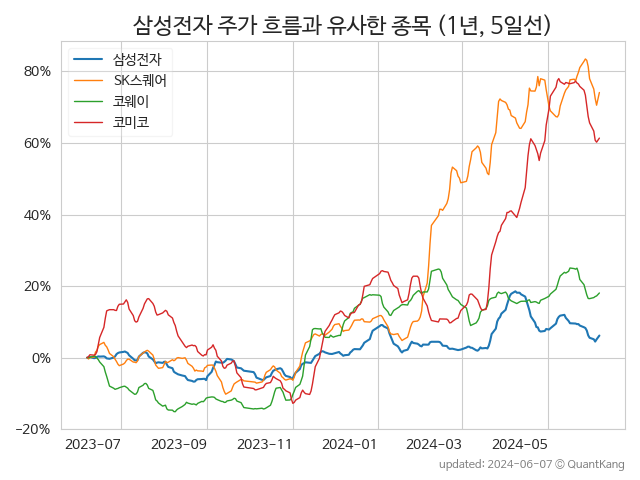 삼성전자 주가 흐름과 유사한 종목 (1년, 5일선)
삼성전자
SK스퀘어
코웨이
코미코
80%
60%
40%
20%
0%
−20%
2023-07
2023-09
2023-11
2024-01
2024-03
2024-05
updated: 2024-06-07 © QuantKang